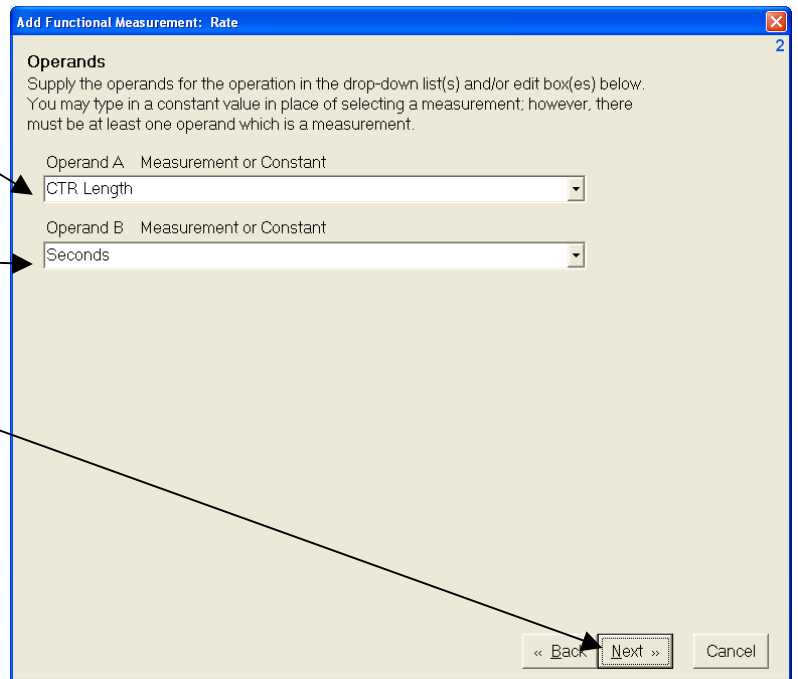 Add Functional Measurement: Rate
2
Operands
Supply the operands for the operation in the drop-down list(s) and/or edit box(es) below.
You may type in a constant value in place of selecting a measurement; however, there
must be at least one operand which is a measurement.
Operand A Measurement or Constant
CTR Length
Operand B Measurement or Constant
Seconds
« Back Next » Cancel